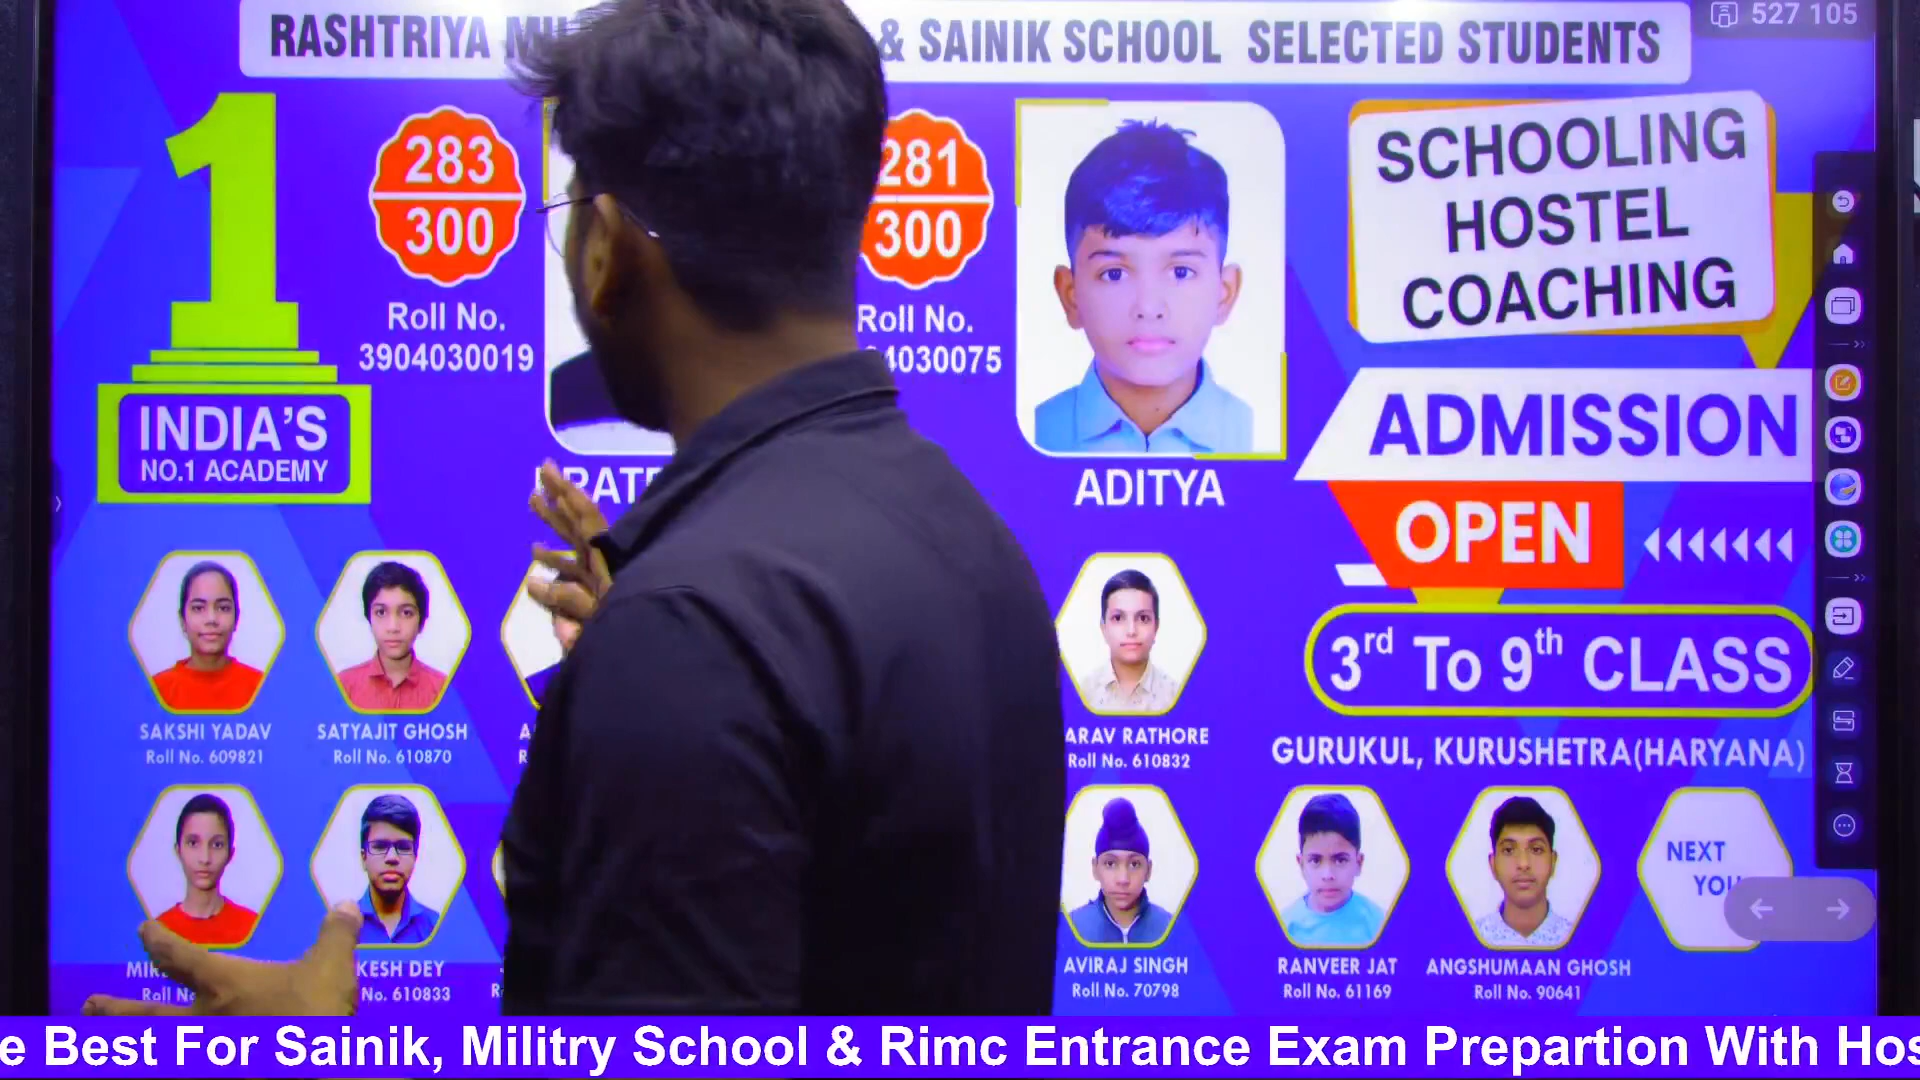 RASHTRIYA & SAINIK SCHOOL SELECTED STUDENTS
527 105
1
283
300
Roll No.
3904030019
281
300
Roll No.
4030075
ADITYA
INDIA'S
NO.1 ACADEMY
SCHOOLING
HOSTEL
COACHING
ADMISSION
OPEN
3rd To 9th CLASS
GURUKUL, KURUSHETRA(HARYANA)
SAKSHI YADAV
Roll No. 609821
SATYAJIT GHOSH
Roll No. 610870
ARAV RATHORE
Roll No. 610832
KESH DEY
No. 610833
AVIRAJ SINGH
Roll No. 70798
RANVEER JAT
Roll No. 61169
ANGSHUMAAN GHOSH
Roll No. 90641
NEXT
YOU
e Best For Sainik, Militry School & Rimc Entrance Exam Prepartion With Hos